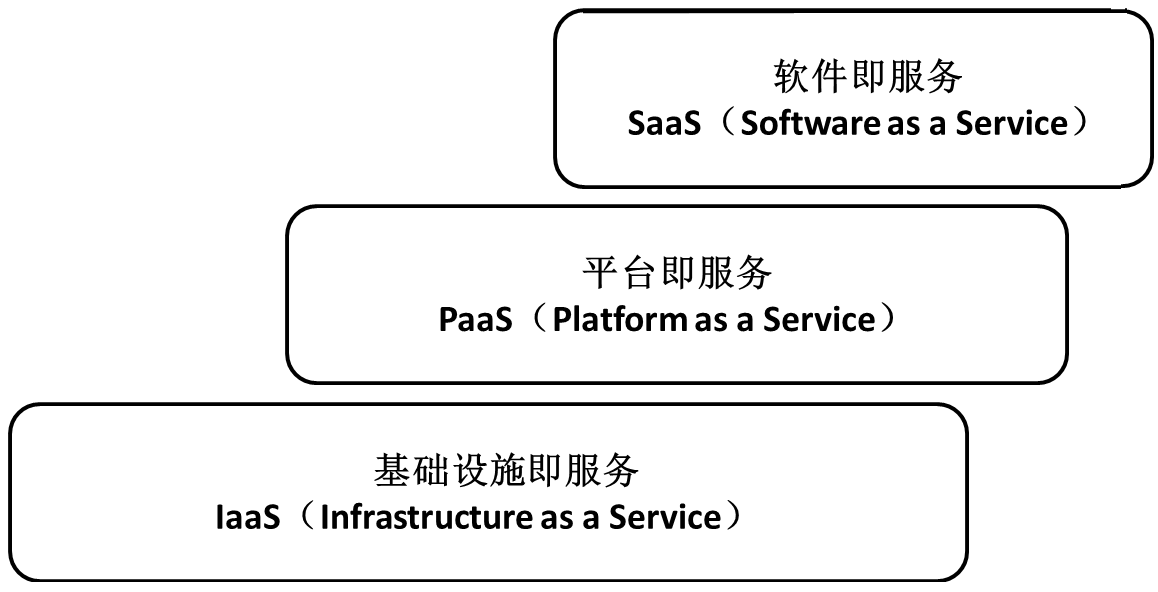 软件即服务
SaaS（Software as a Service）
平台即服务
PaaS（Platform as a Service）
基础设施即服务
IaaS（Infrastructure as a Service）